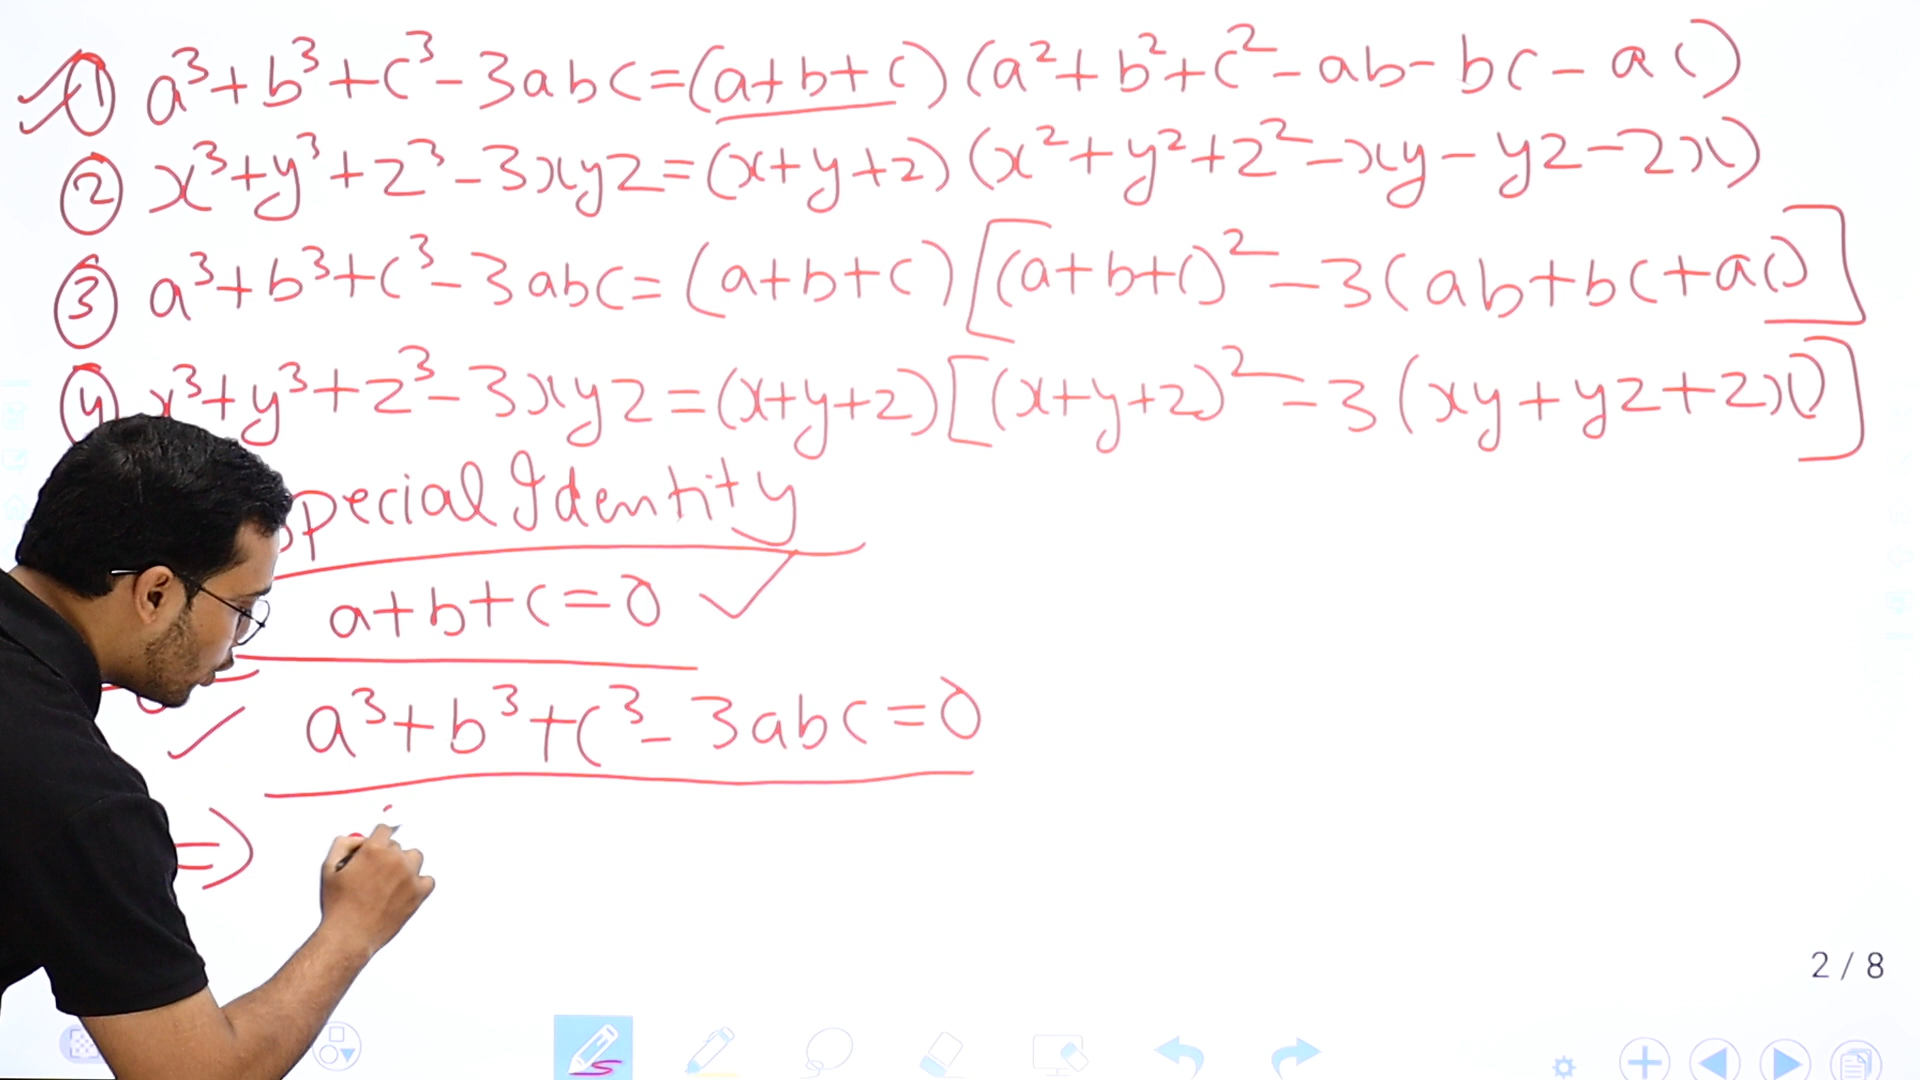 ① a³+b³+c³-3abc=(a+b+c)(a²+b²+c²-ab-bc-ac)
② x³+y³+z³-3xyz=(x+y+z)(x²+y²+z²-xy-yz-zx)
③ a³+b³+c³-3abc=(a+b+c)[(a+b+c)²-3(ab+bc+ac)]
④ x³+y³+z³-3xyz=(x+y+z)[(x+y+z)²-3(xy+yz+zx)]
Special Identity
a+b+c=0 ✓
✓ a³+b³+c³-3abc=0
⇒
2 / 8